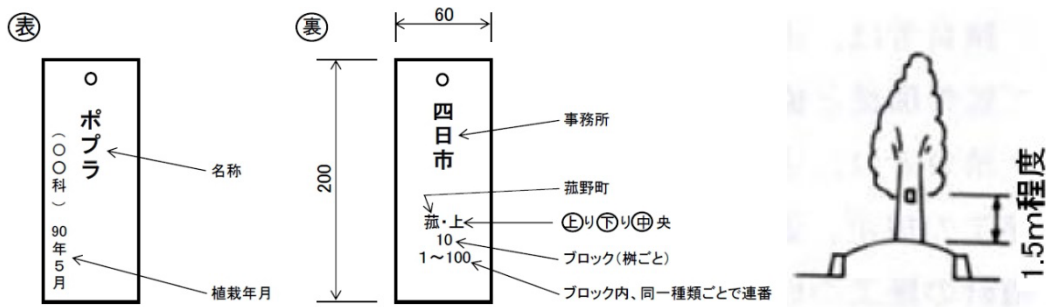 表
ポプラ
（〇〇科）
90年5月
名称
植栽年月
裏
60
200
四日市
菰・上
10
1～100
事務所
菰野町
上り下り中央
ブロック(桝ごと)
ブロック内、同一種類ごとで連番
1.5m程度